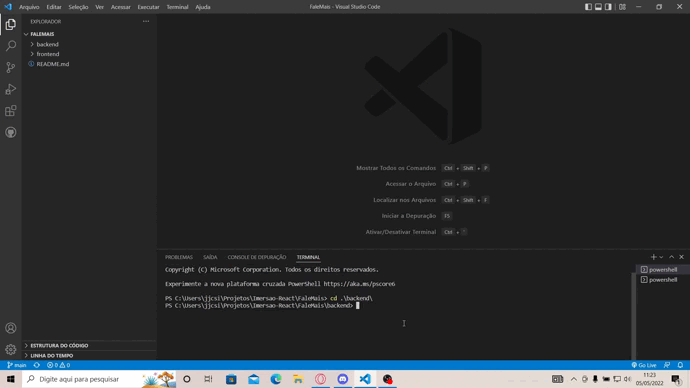 Arquivo Editar Seleção Ver Acessar Executar Terminal Ajuda
FaleMais - Visual Studio Code
EXPLORADOR
FALEMAIS
backend
frontend
README.md
Mostrar Todos os Comandos Ctrl + Shift + P
Acessar o Arquivo Ctrl + P
Localizar nos Arquivos Ctrl + Shift + F
Iniciar a Depuração F5
Ativar/Desativar Terminal Ctrl + '
PROBLEMAS SAÍDA CONSOLE DE DEPURAÇÃO TERMINAL
Copyright (C) Microsoft Corporation. Todos os direitos reservados.
Experimente a nova plataforma cruzada PowerShell https://aka.ms/pscore6
PS C:\Users\jjcsi\Projetos\Imersao-React\FaleMais> cd .\backend\
PS C:\Users\jjcsi\Projetos\Imersao-React\FaleMais\backend>
powershell
powershell
ESTRUTURA DO CÓDIGO
LINHA DO TEMPO
main 0 0
Go Live
Digite aqui para pesquisar
11:23
05/05/2022